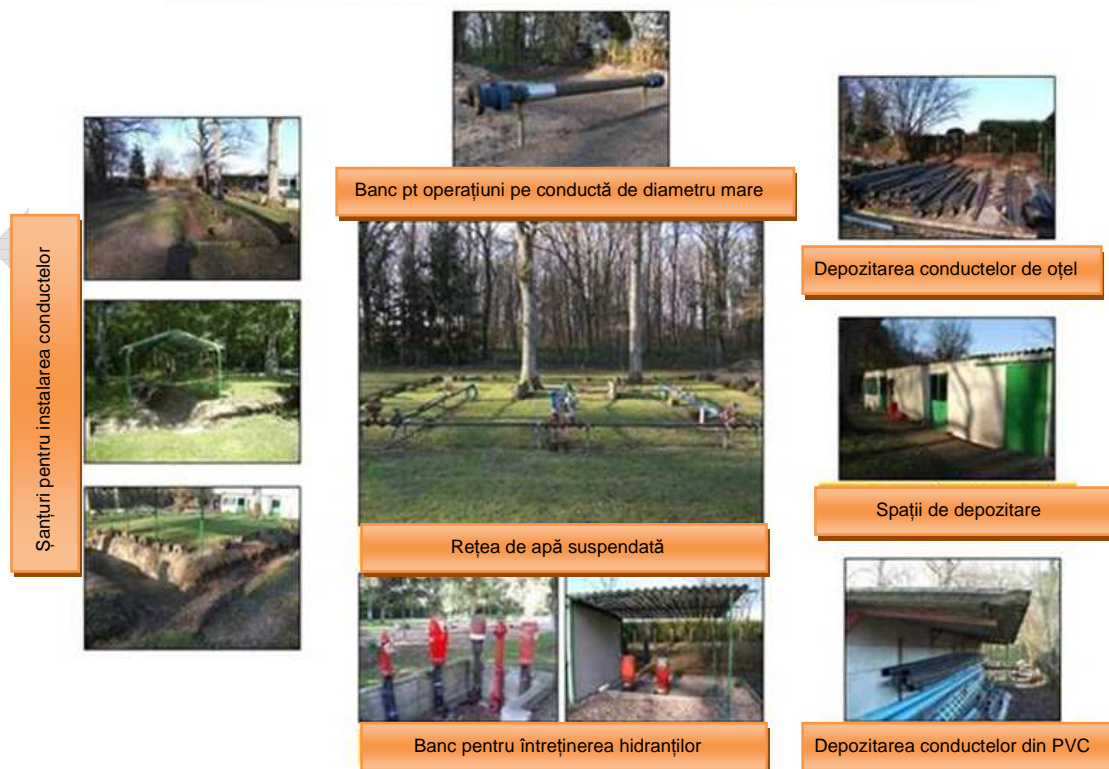 Banc pt operațiuni pe conductă de diametru mare
Șanțuri pentru instalarea conductelor
Depozitarea conductelor de oțel
Spații de depozitare
Rețea de apă suspendată
Banc pentru întreținerea hidranților
Depozitarea conductelor din PVC